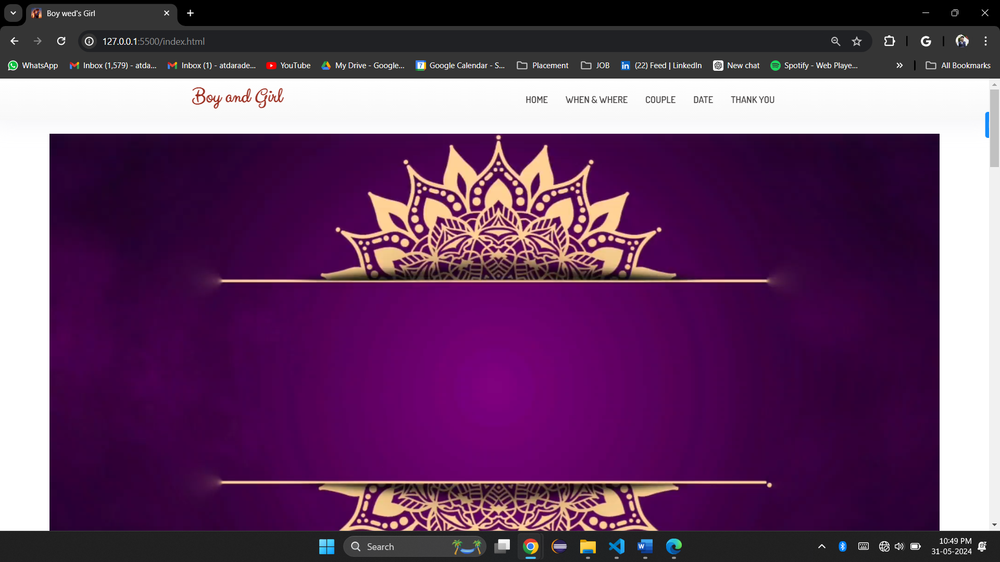 Boy wed's Girl
127.0.0.1:5500/index.html
WhatsApp Inbox (1,579) - atda... Inbox (1) - atdarade... YouTube My Drive - Google... 7 Google Calendar - S... Placement JOB in (22) Feed | LinkedIn New chat Spotify - Web Playe... All Bookmarks
Boy and Girl HOME WHEN & WHERE COUPLE DATE THANK YOU
Search
10:49 PM
31-05-2024